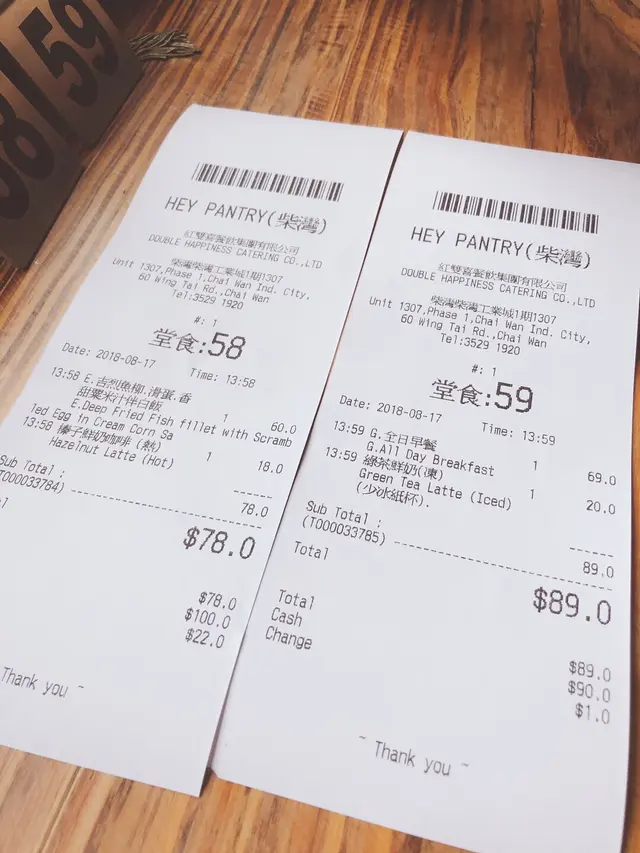 58|59
HEY PANTRY(柴灣)
紅雙喜餐飲集團有限公司
DOUBLE HAPPINESS CATERING CO.,LTD
柴灣柴灣工業城1期1307
Unit 1307,Phase 1,Chai Wan Ind. City,
60 Wing Tai Rd.,Chai Wan
Tel:3529 1920
#: 1
堂食:58
Date: 2018-08-17 Time: 13:58
13:58 E.吉列魚柳.滑蛋.香
甜粟米汁伴白飯 1 60.0
E.Deep Fried Fish fillet with Scramb
led Egg in Cream Corn Sa
13:58 榛子鮮奶咖啡 (熱) 1 18.0
Hazelnut Latte (Hot)
Sub Total : 78.0
T000033784)
$78.0
$78.0
$100.0
$22.0
Thank you ~
HEY PANTRY(柴灣)
紅雙喜餐飲集團有限公司
DOUBLE HAPPINESS CATERING CO.,LTD
柴灣柴灣工業城1期1307
Unit 1307,Phase 1,Chai Wan Ind. City,
60 Wing Tai Rd.,Chai Wan
Tel:3529 1920
#: 1
堂食:59
Date: 2018-08-17 Time: 13:59
13:59 G.全日早餐 1 69.0
G.All Day Breakfast
13:59 綠茶鮮奶(凍) 1 20.0
Green Tea Latte (Iced)
(少冰紙杯).
Sub Total : 89.0
(T000033785)
Total $89.0
Total $89.0
Cash $90.0
Change $1.0
~ Thank you ~